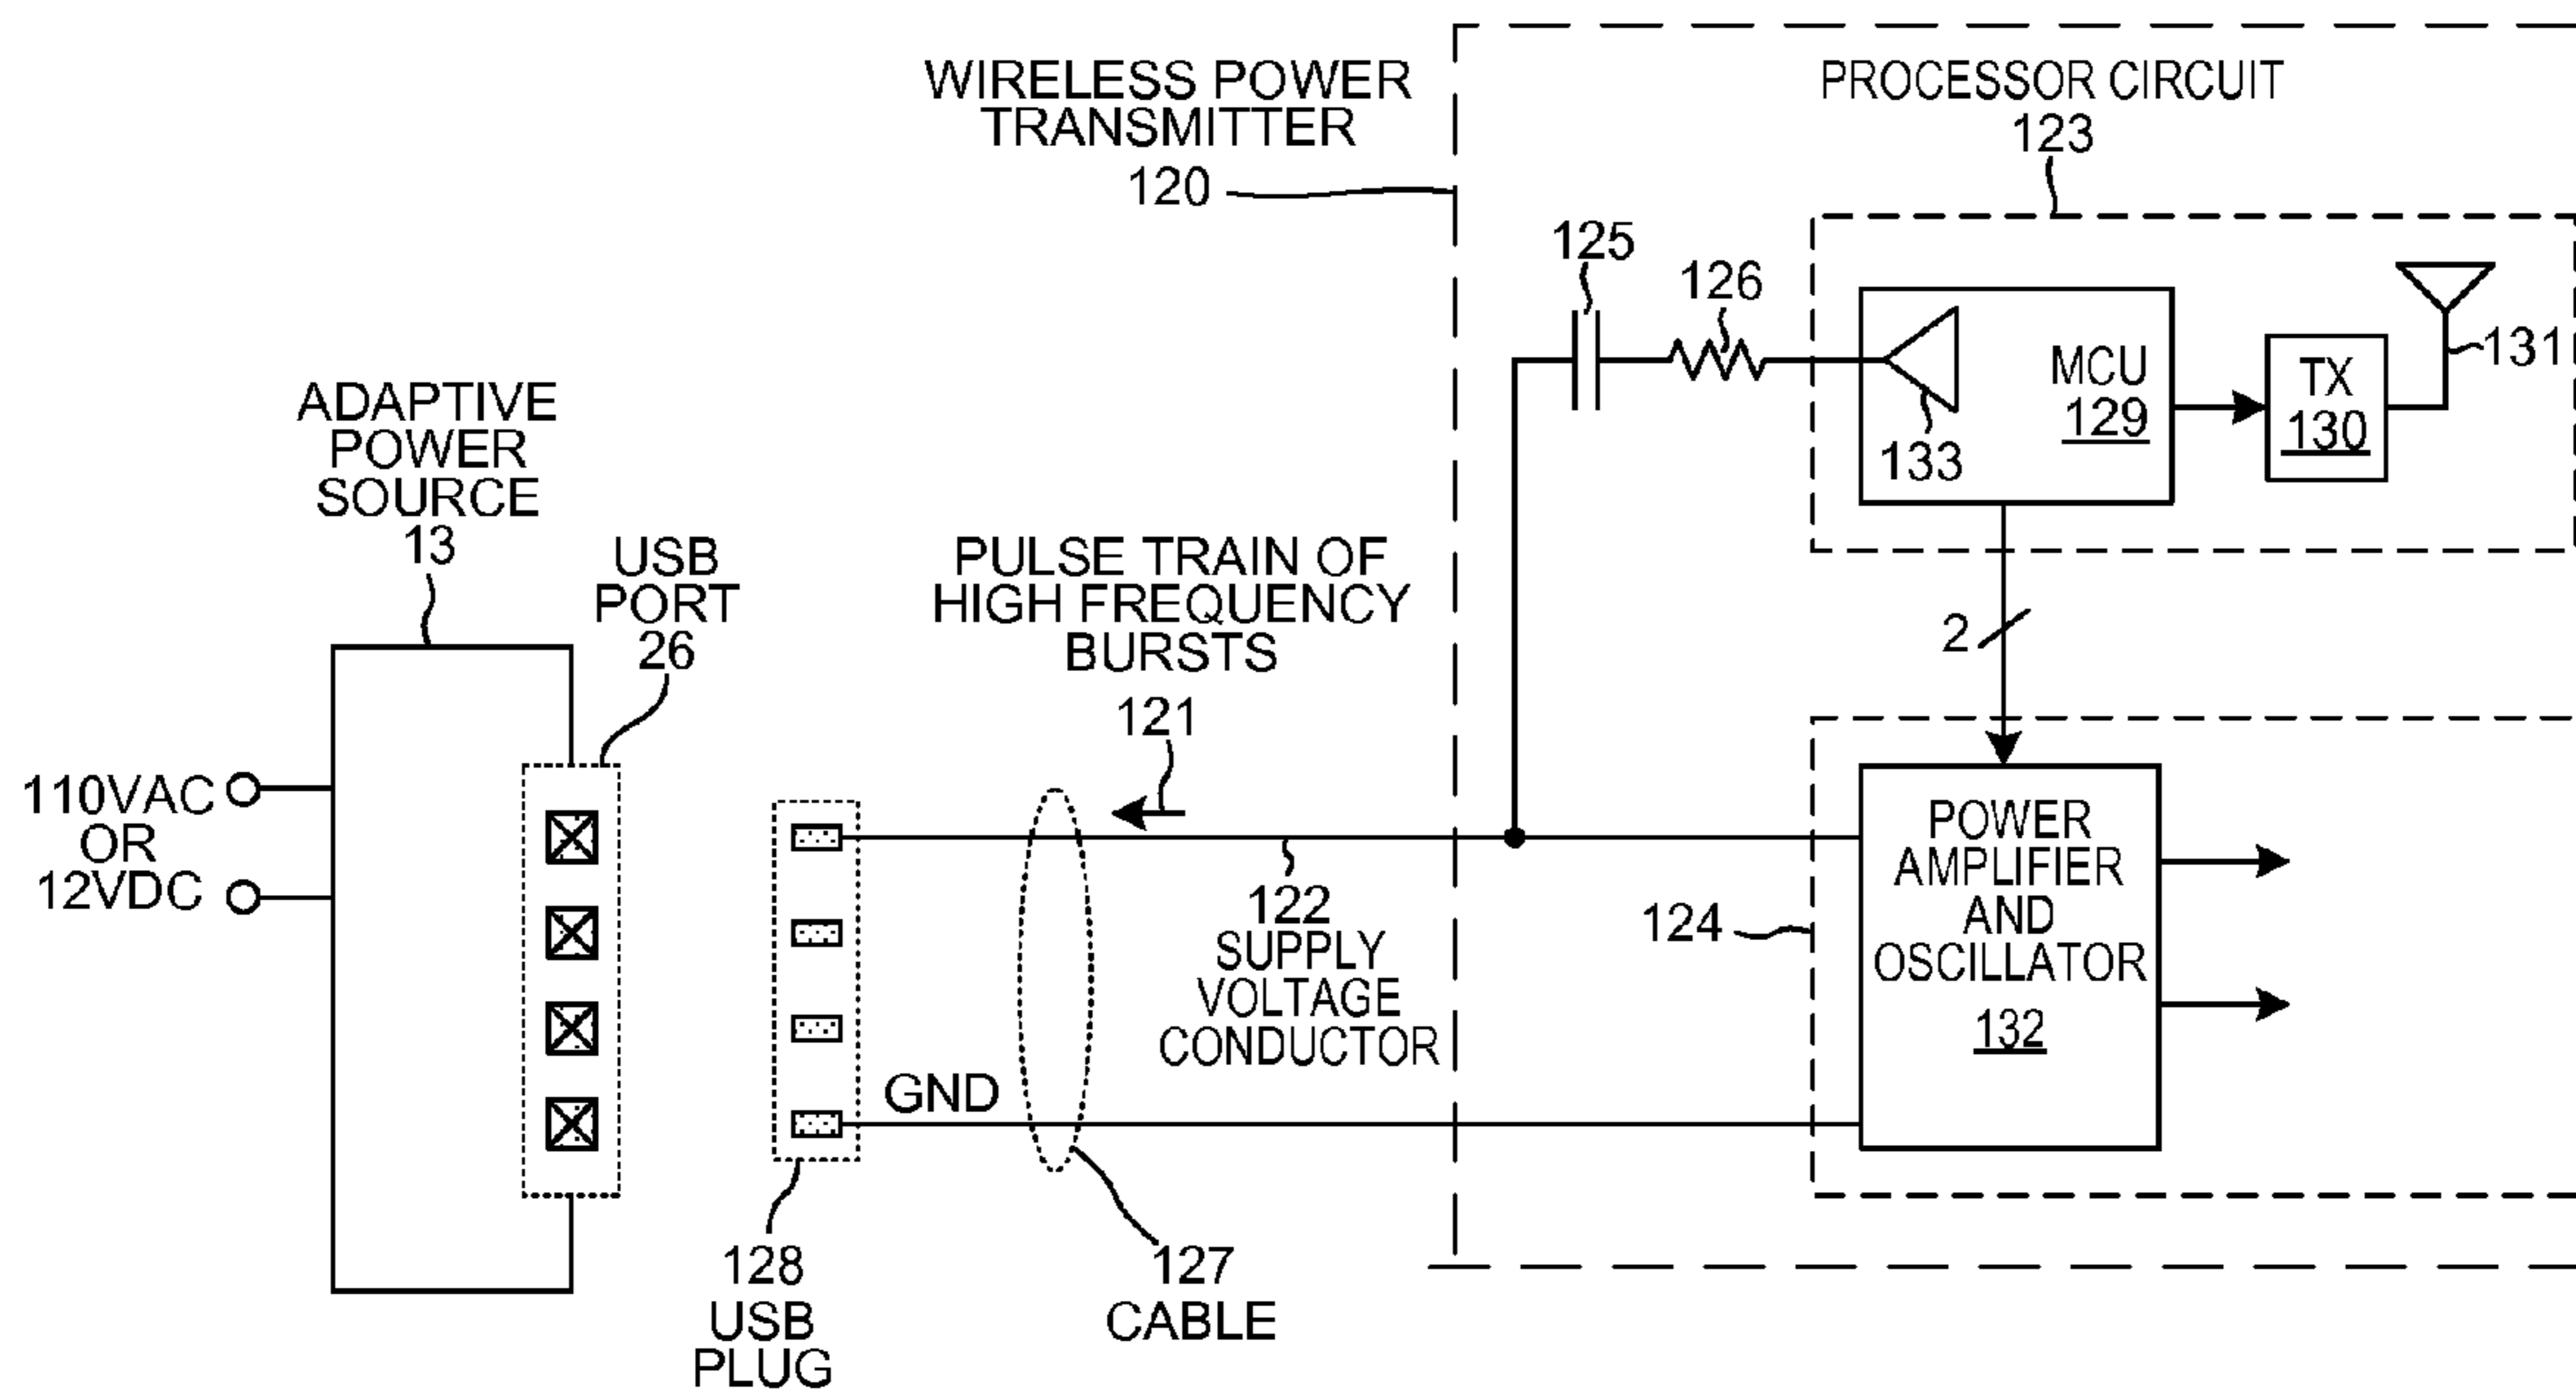 WIRELESS POWER
TRANSMITTER
120
PROCESSOR CIRCUIT
123
125
126
MCU
129
133
TX
130
131
ADAPTIVE
POWER
SOURCE
13
USB
PORT
26
PULSE TRAIN OF
HIGH FREQUENCY
BURSTS
121
2
110VAC
OR
12VDC
122
SUPPLY
VOLTAGE
CONDUCTOR
124
POWER
AMPLIFIER
AND
OSCILLATOR
132
GND
128
USB
PLUG
127
CABLE